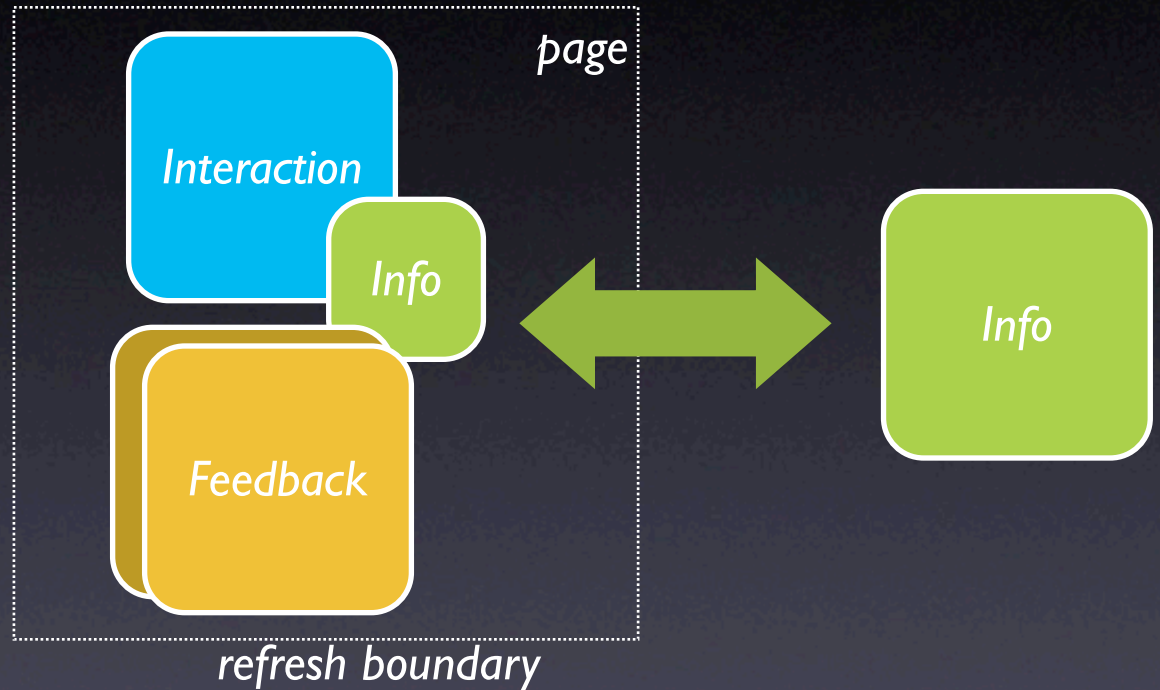 page
Interaction
Info
Info
Feedback
refresh boundary